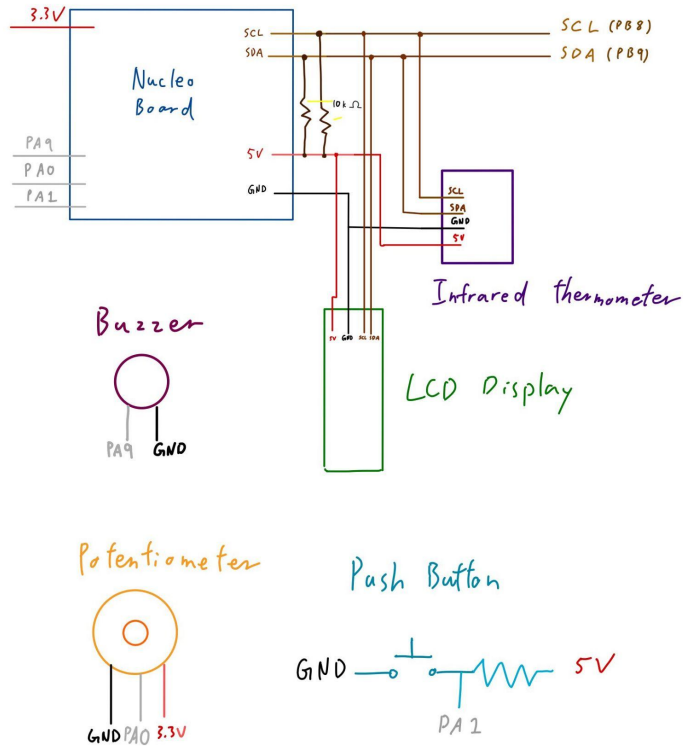 3.3V
SCL
SCL (PB8)
SDA
SDA (PB9)
Nucleo
Board
10k Ω
PA9
5V
PA0
GND
PA1
SCL
SDA
GND
5V
Infrared thermometer
Buzzer
5V GND SCL SDA
LCD Display
PA9 GND
Potentiometer
Push Button
GND
5V
PA1
GND PA0 3.3V